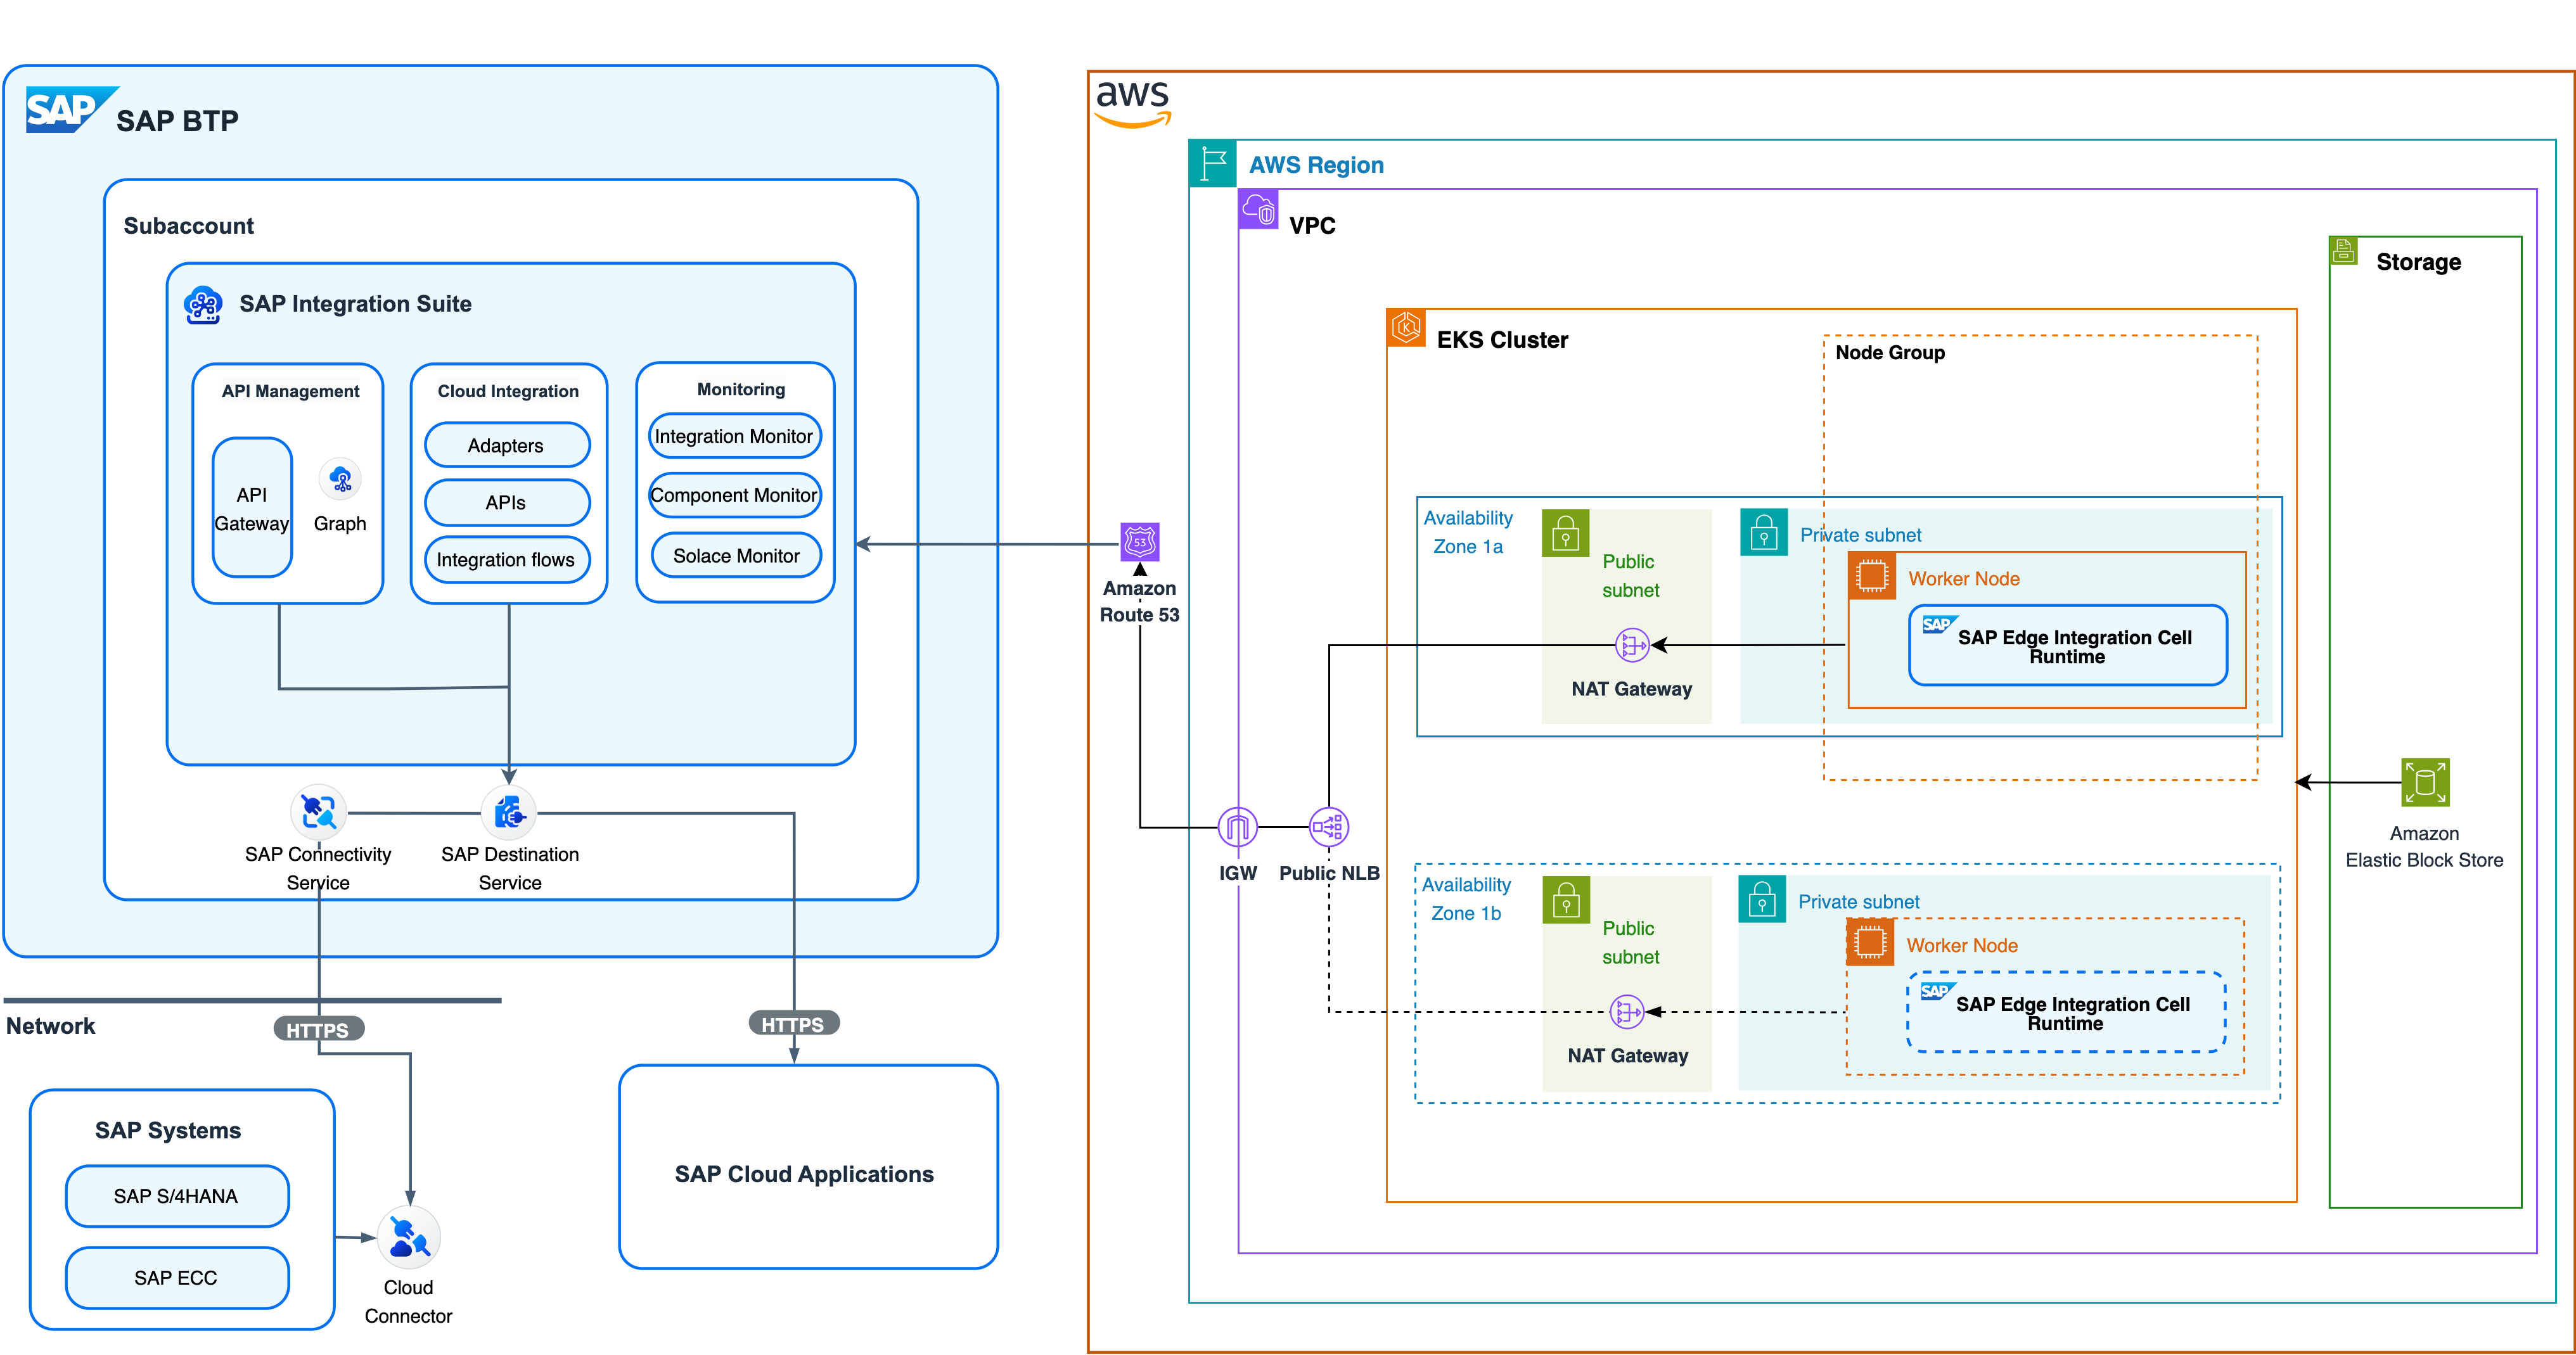 SAP
SAP BTP
Subaccount
SAP Integration Suite
API Management
API
Gateway
Graph
Cloud Integration
Adapters
APIs
Integration flows
Monitoring
Integration Monitor
Component Monitor
Solace Monitor
SAP Connectivity
Service
SAP Destination
Service
Network
HTTPS
HTTPS
SAP Systems
SAP S/4HANA
SAP ECC
Cloud
Connector
SAP Cloud Applications
aws
AWS Region
VPC
53
Amazon
Route 53
IGW
Public NLB
K
EKS Cluster
Node Group
Availability
Zone 1a
Public
subnet
NAT Gateway
Private subnet
Worker Node
SAP
SAP Edge Integration Cell
Runtime
Availability
Zone 1b
Public
subnet
NAT Gateway
Private subnet
Worker Node
SAP
SAP Edge Integration Cell
Runtime
Storage
Amazon
Elastic Block Store